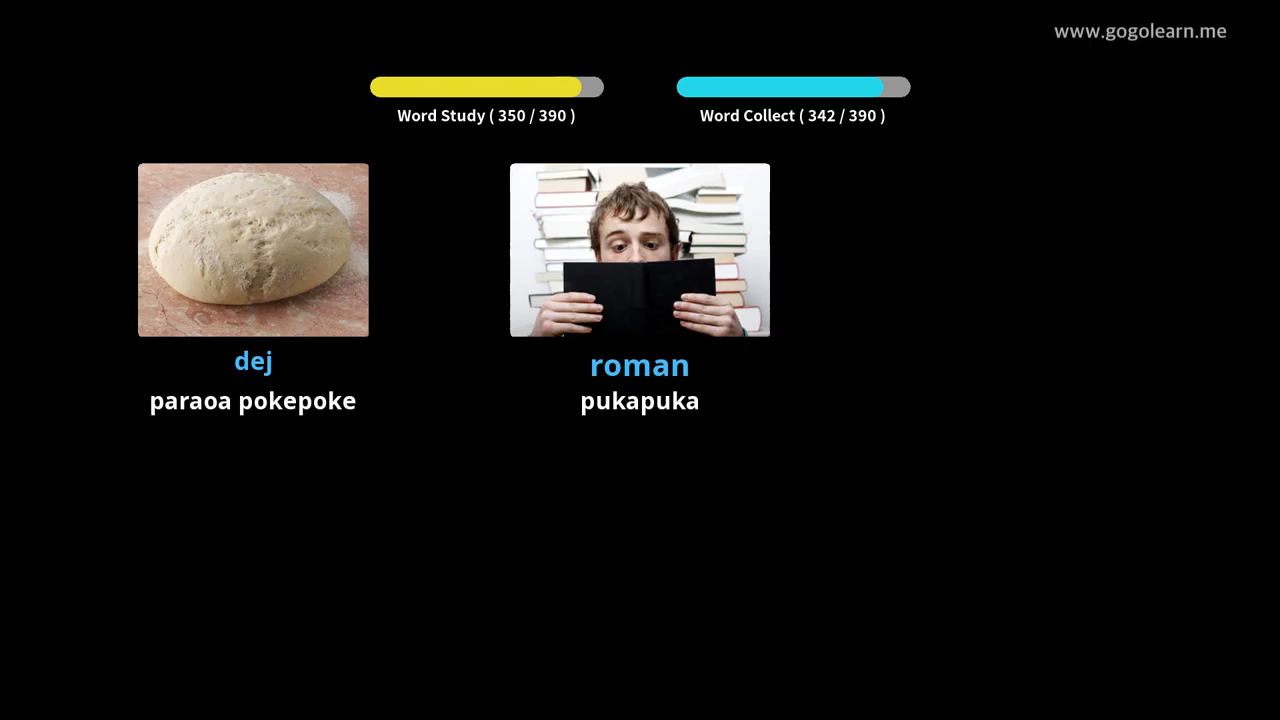 www.gogolearn.me
Word Study ( 350 / 390 )
Word Collect ( 342 / 390 )
dej
paraoa pokepoke
roman
pukapuka